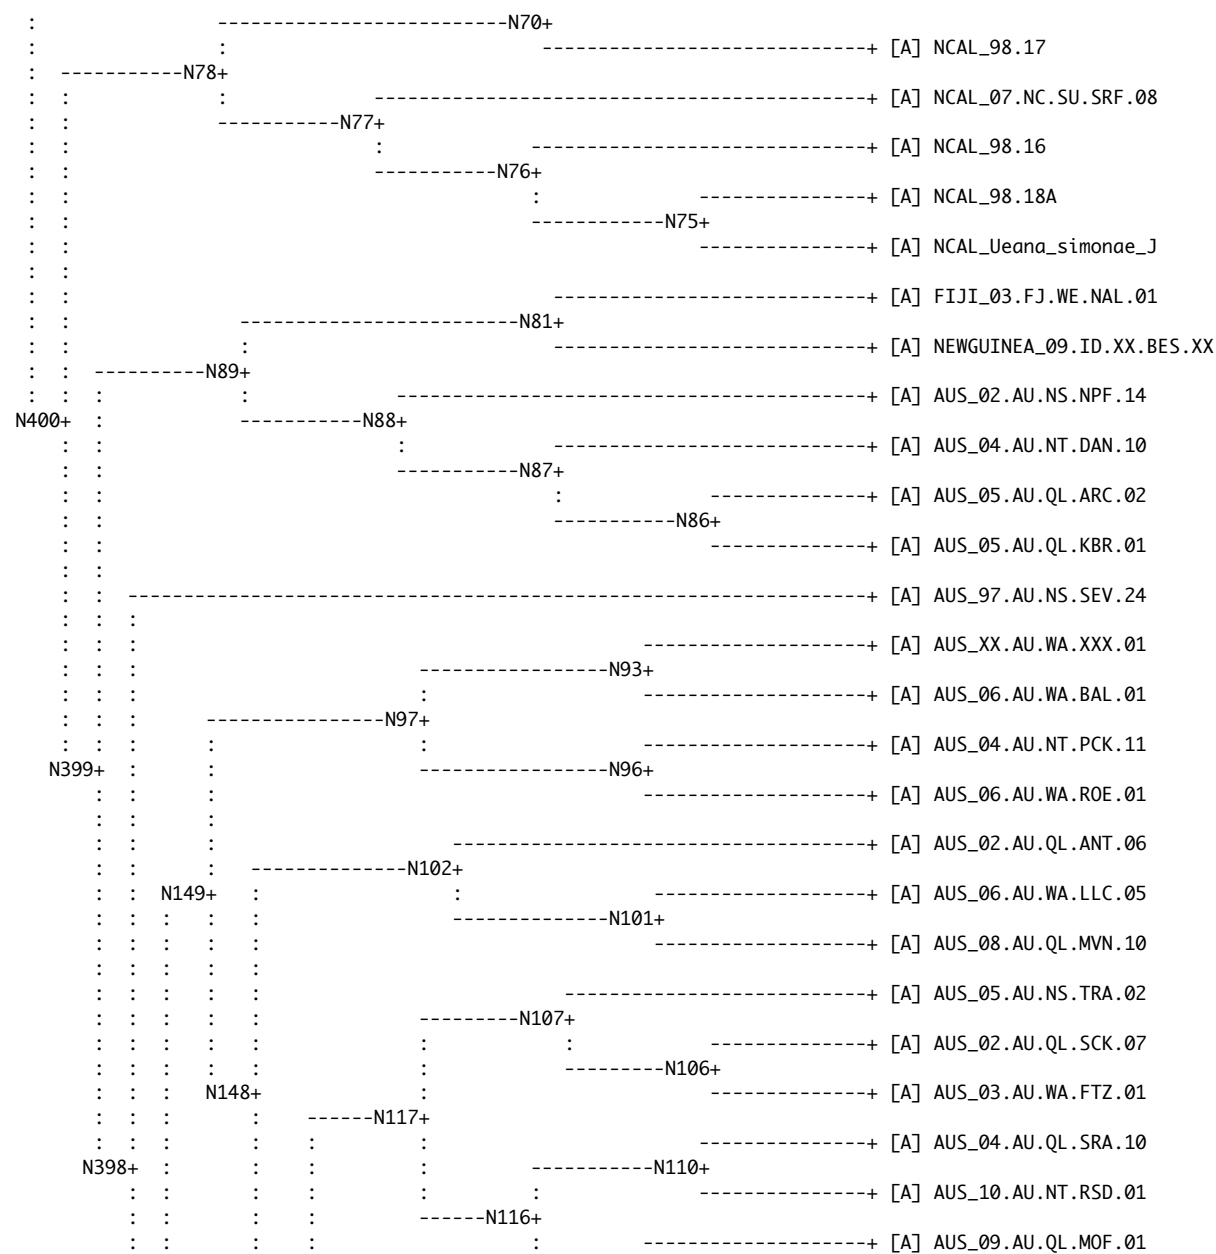 N70+
[A] NCAL_98.17
N78+
[A] NCAL_07.NC.SU.SRF.08
N77+
[A] NCAL_98.16
N76+
[A] NCAL_98.18A
N75+
[A] NCAL_Ueana_simonae_J
[A] FIJI_03.FJ.WE.NAL.01
N81+
[A] NEWGUINEA_09.ID.XX.BES.XX
N89+
[A] AUS_02.AU.NS.NPF.14
N400+ N88+
[A] AUS_04.AU.NT.DAN.10
N87+
[A] AUS_05.AU.QL.ARC.02
N86+
[A] AUS_05.AU.QL.KBR.01
[A] AUS_97.AU.NS.SEV.24
[A] AUS_XX.AU.WA.XXX.01
N93+
[A] AUS_06.AU.WA.BAL.01
N97+
[A] AUS_04.AU.NT.PCK.11
N399+ N96+
[A] AUS_06.AU.WA.ROE.01
[A] AUS_02.AU.QL.ANT.06
N102+
N149+ [A] AUS_06.AU.WA.LLC.05
N101+
[A] AUS_08.AU.QL.MVN.10
[A] AUS_05.AU.NS.TRA.02
N107+
[A] AUS_02.AU.QL.SCK.07
N106+
N148+ [A] AUS_03.AU.WA.FTZ.01
N117+
[A] AUS_04.AU.QL.SRA.10
N398+ N110+
[A] AUS_10.AU.NT.RSD.01
N116+
[A] AUS_09.AU.QL.MOF.01